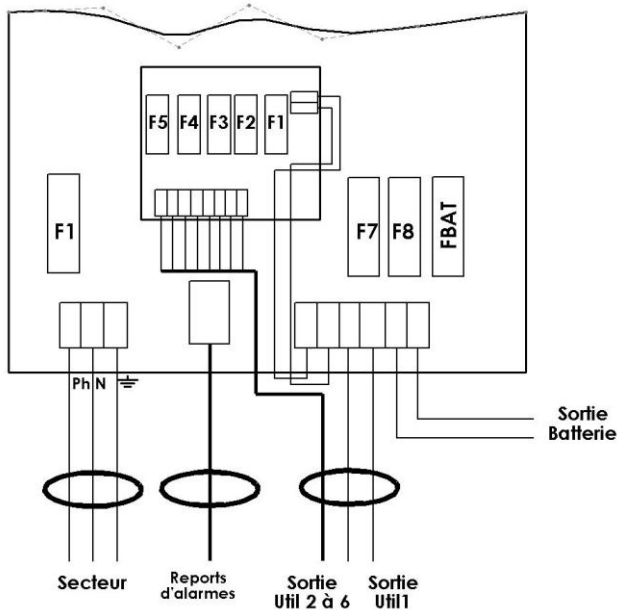 F5 F4 F3 F2 F1
F1
F7 F8 FBAT
Ph N
Sortie
Batterie
Secteur
Reports
d'alarmes
Sortie
Util 2 à 6
Sortie
Util1